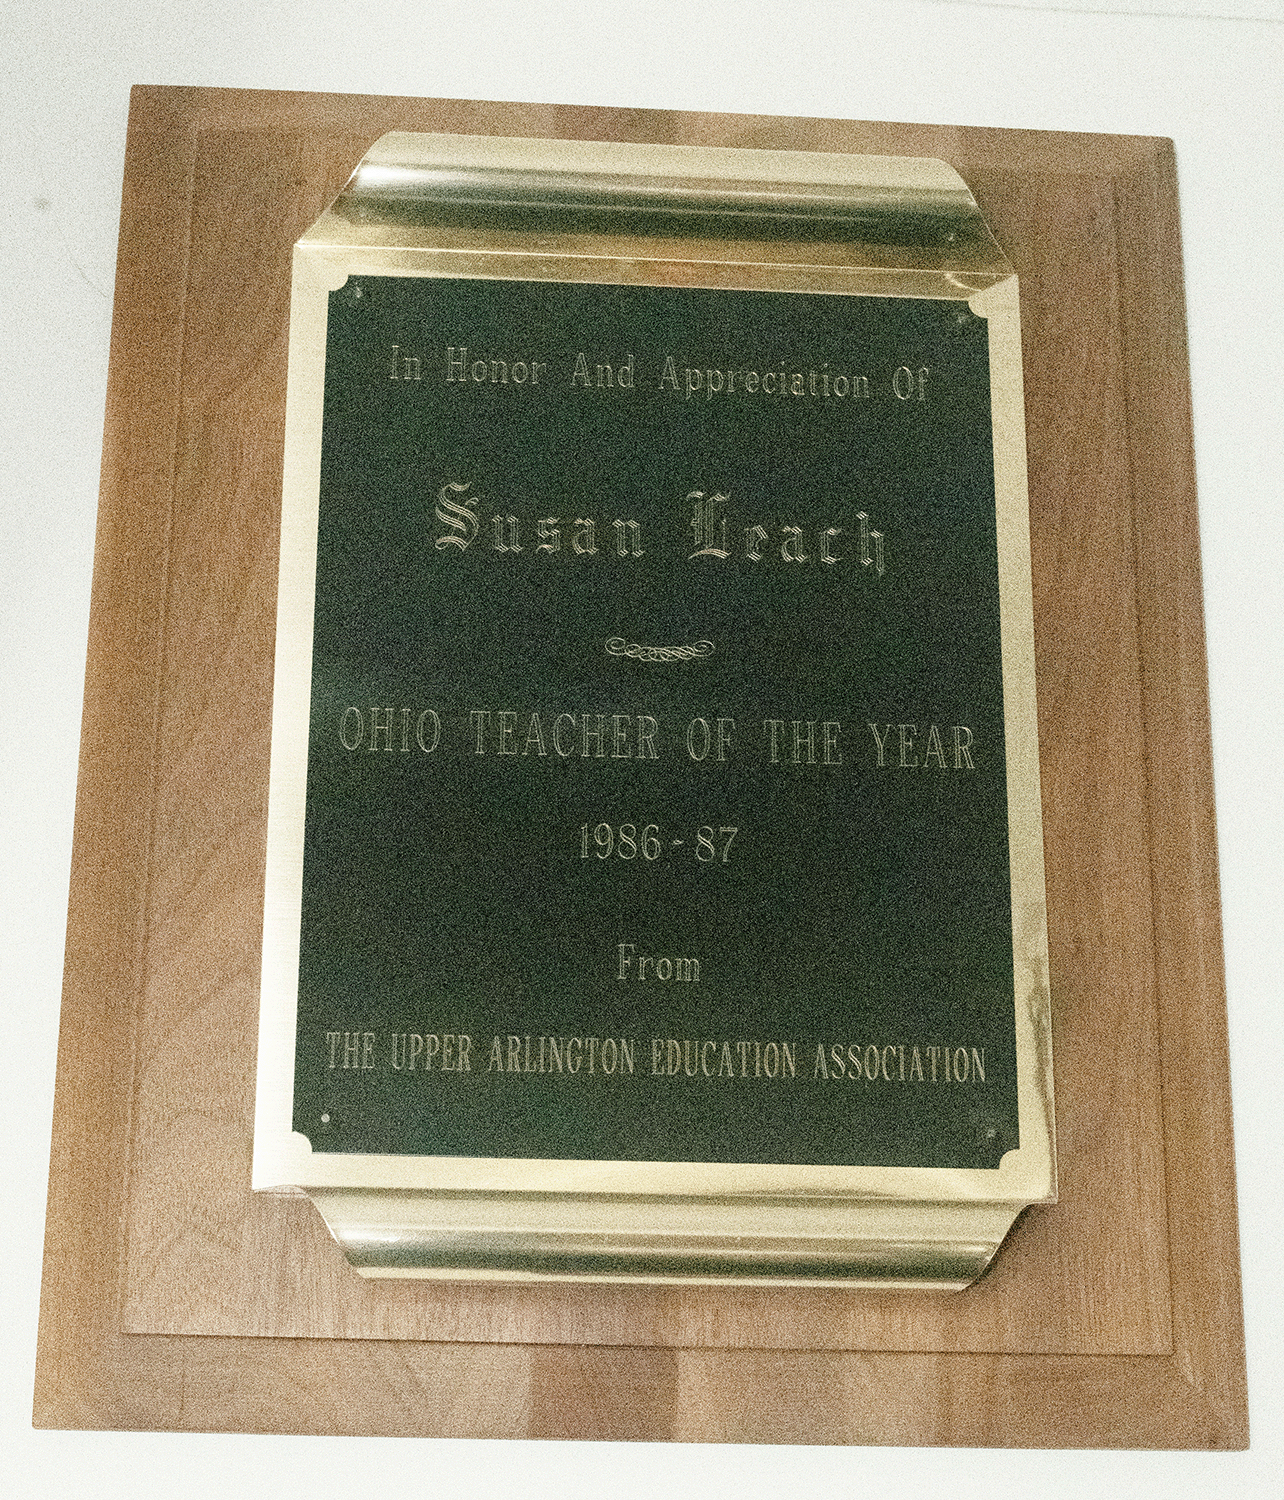 In Honor And Appreciation Of
Susan Leach
OHIO TEACHER OF THE YEAR
1986-87
From
THE UPPER ARLINGTON EDUCATION ASSOCIATION